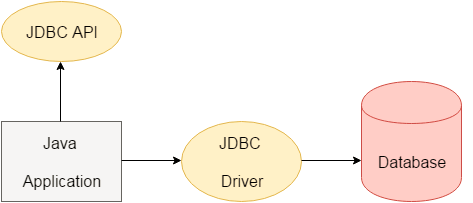 JDBC API
Java
Application
JDBC
Driver
Database